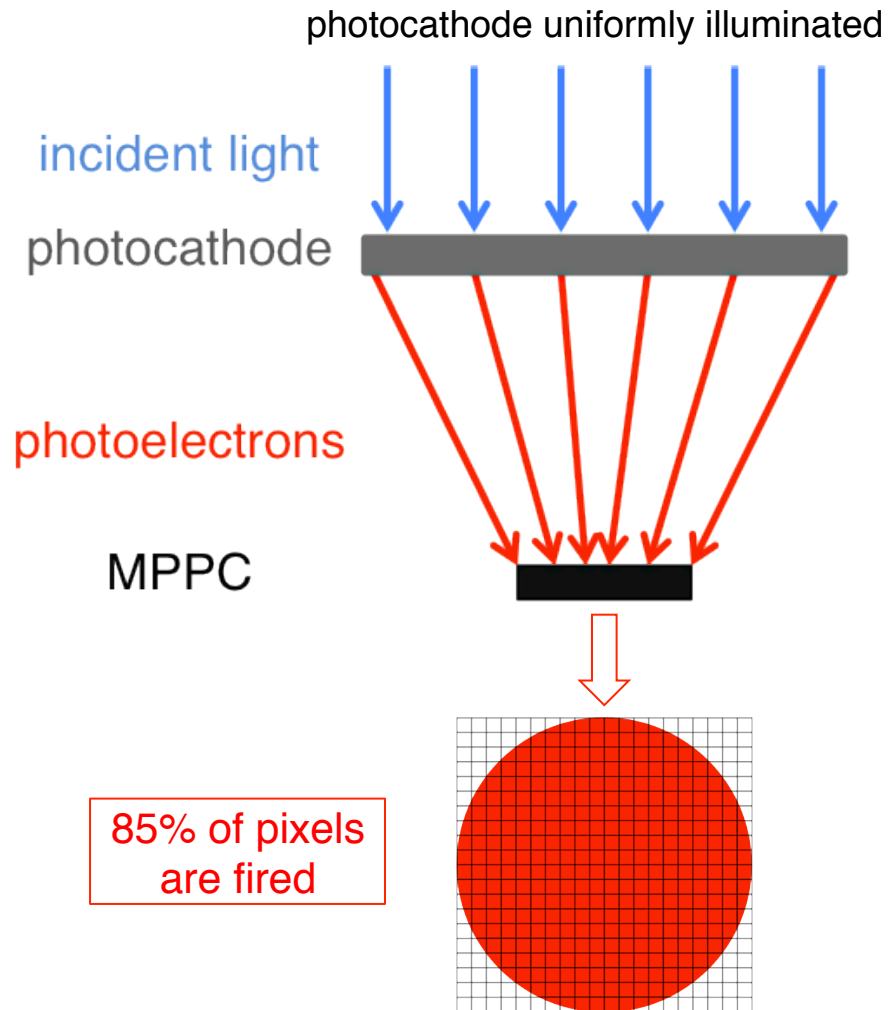 photocathode uniformly illuminated
incident light
photocathode
photoelectrons
MPPC
85% of pixels
are fired